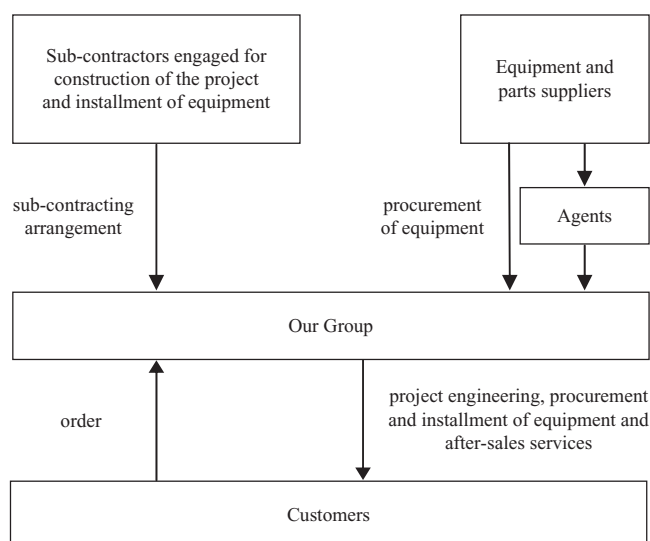 Sub-contractors engaged for
construction of the project
and installment of equipment
Equipment and
parts suppliers
sub-contracting
arrangement
procurement
of equipment
Agents
Our Group
order
project engineering, procurement
and installment of equipment and
after-sales services
Customers